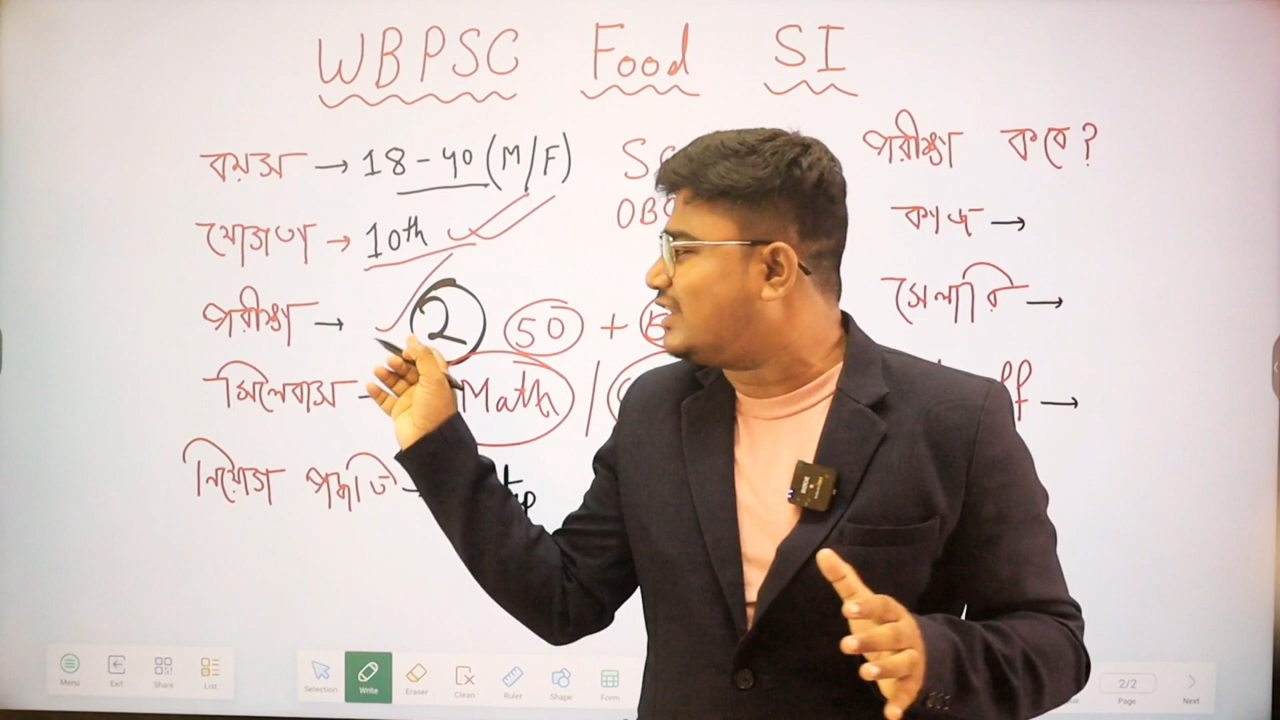 WBPSC Food SI
বয়স → 18-40 (M/F)
যোগ্যতা → 10th
পরীক্ষা → 2 50 +
সিলেবাস → Math /
নিয়োগ পদ্ধতি →
পরীক্ষা কবে?
কাজ →
সেলারি →
→
Menu
Exit
Share
List
Selection
Write
Eraser
Clean
Ruler
Shape
Form
2/2
Page
Next